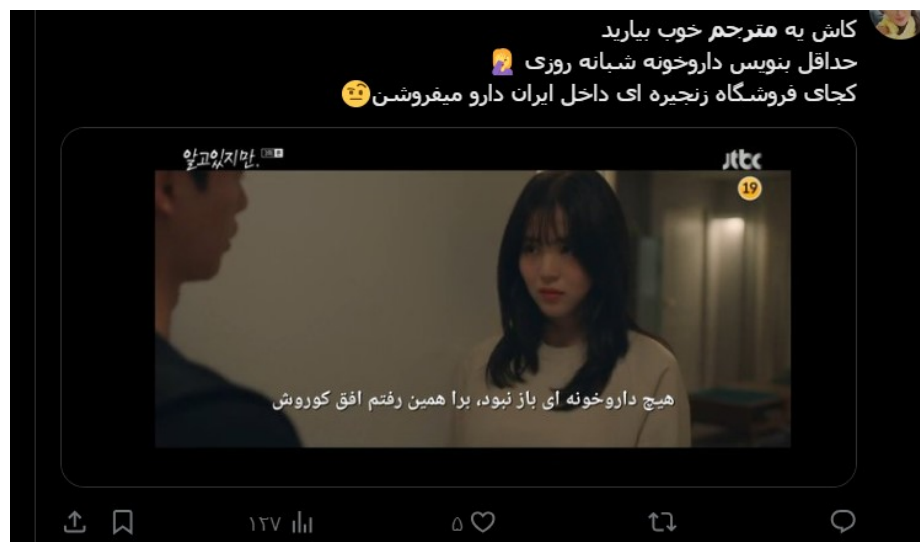 کاش یه مترجم خوب بیارید
حداقل بنویس داروخونه شبانه روزی 🤦‍♀️
کجای فروشگاه زنجیره ای داخل ایران دارو میفروشن🤨
알고있지만,
jtbc
19
هیچ داروخونه ای باز نبود، برا همین رفتم افق کوروش
۵
۱۲۷